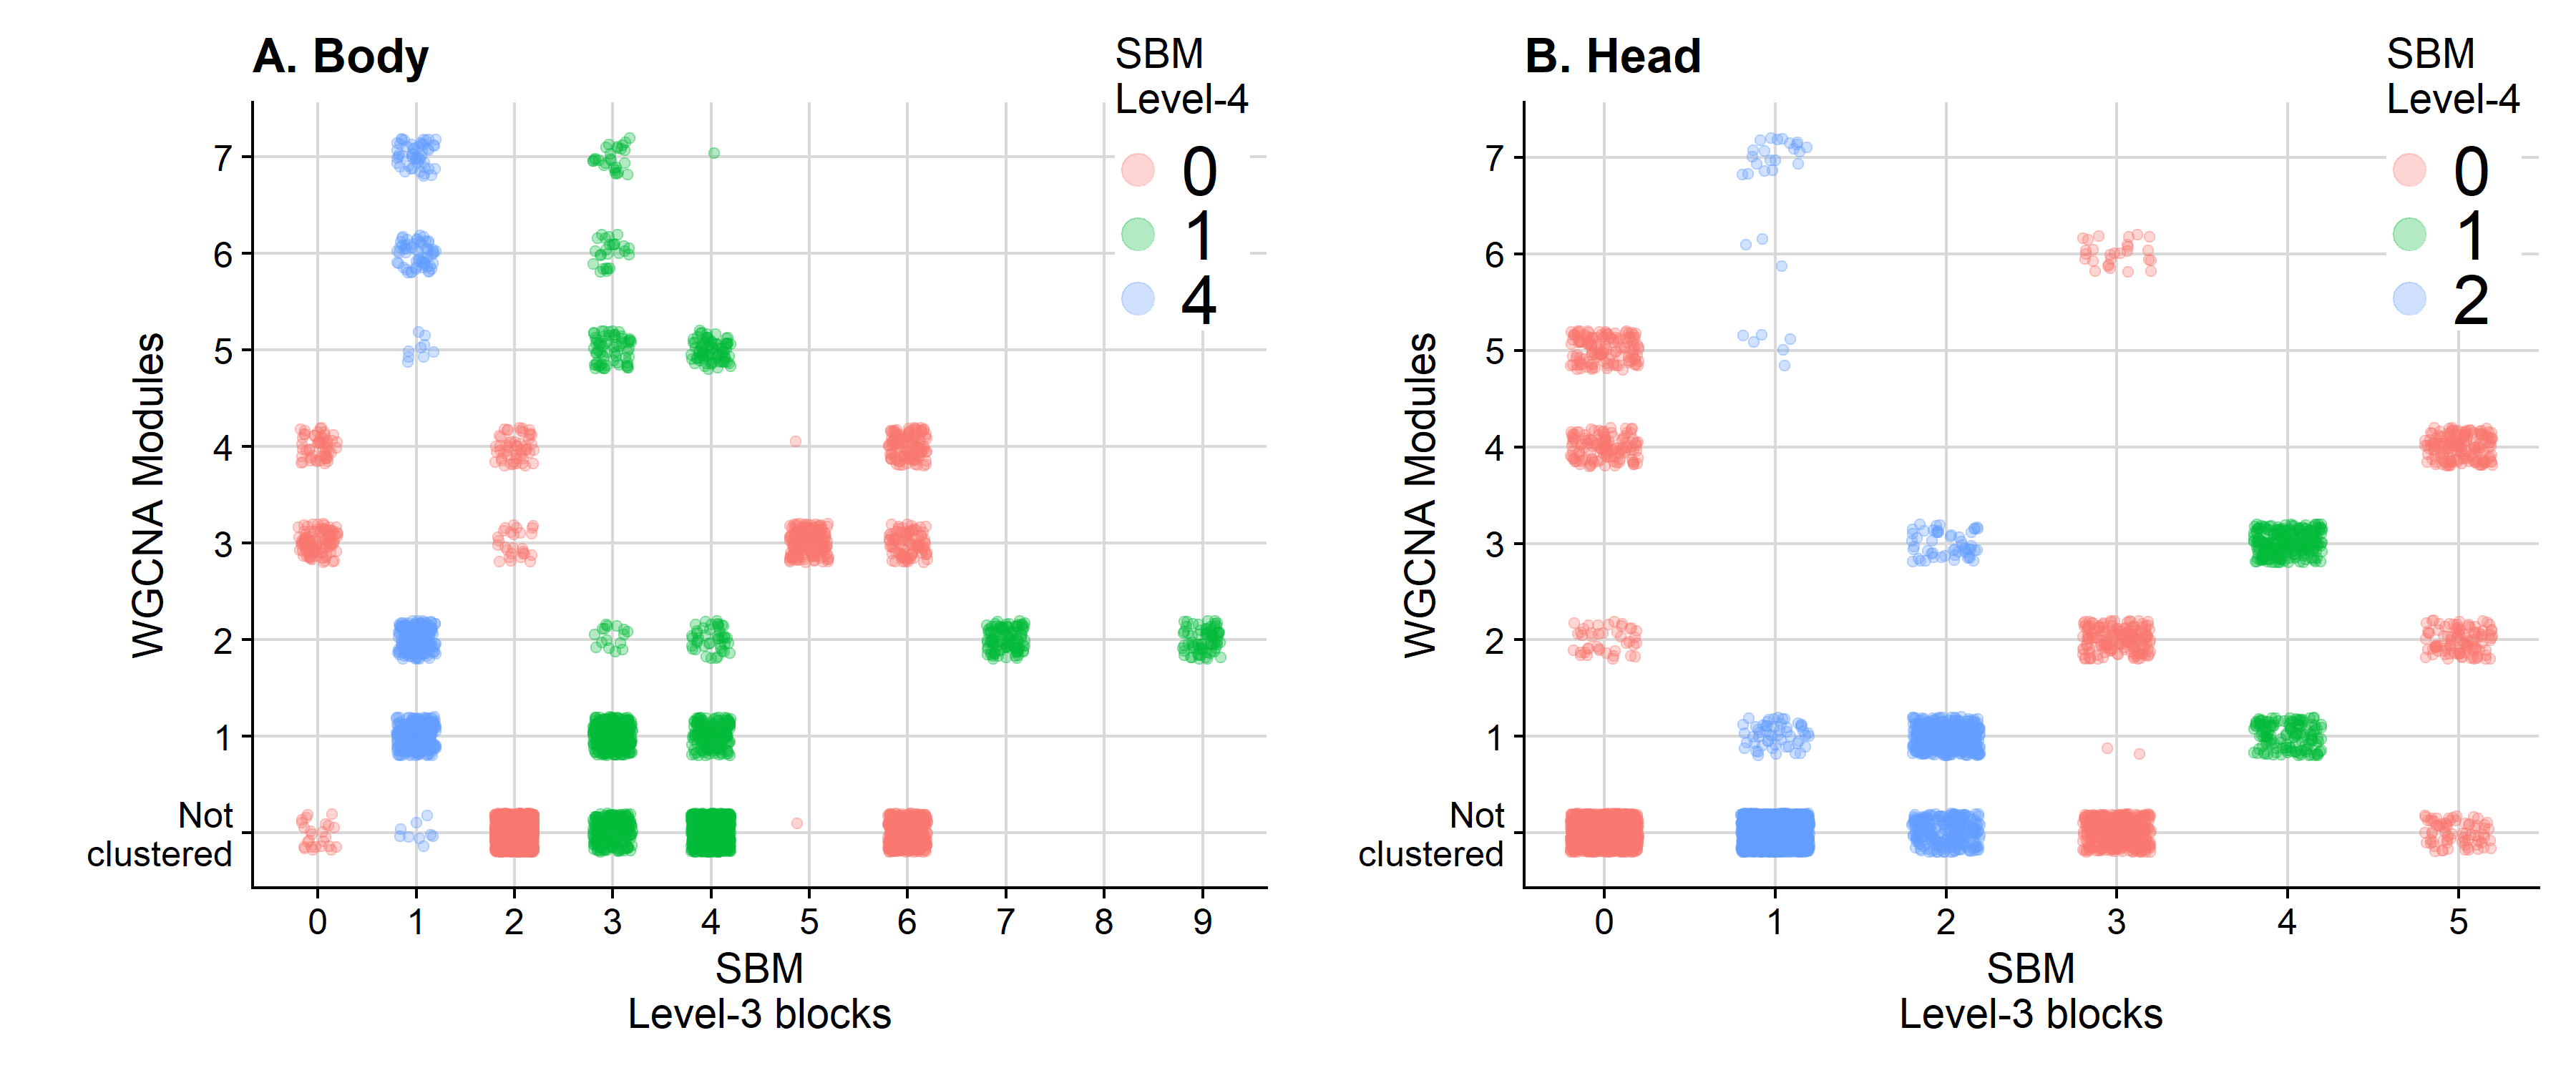 A. Body
SBM
Level-4
0
1
4
7
6
5
4
3
2
1
Not
clustered
WGCNA Modules
0 1 2 3 4 5 6 7 8 9
SBM
Level-3 blocks
B. Head
SBM
Level-4
0
1
2
7
6
5
4
3
2
1
Not
clustered
WGCNA Modules
0 1 2 3 4 5
SBM
Level-3 blocks